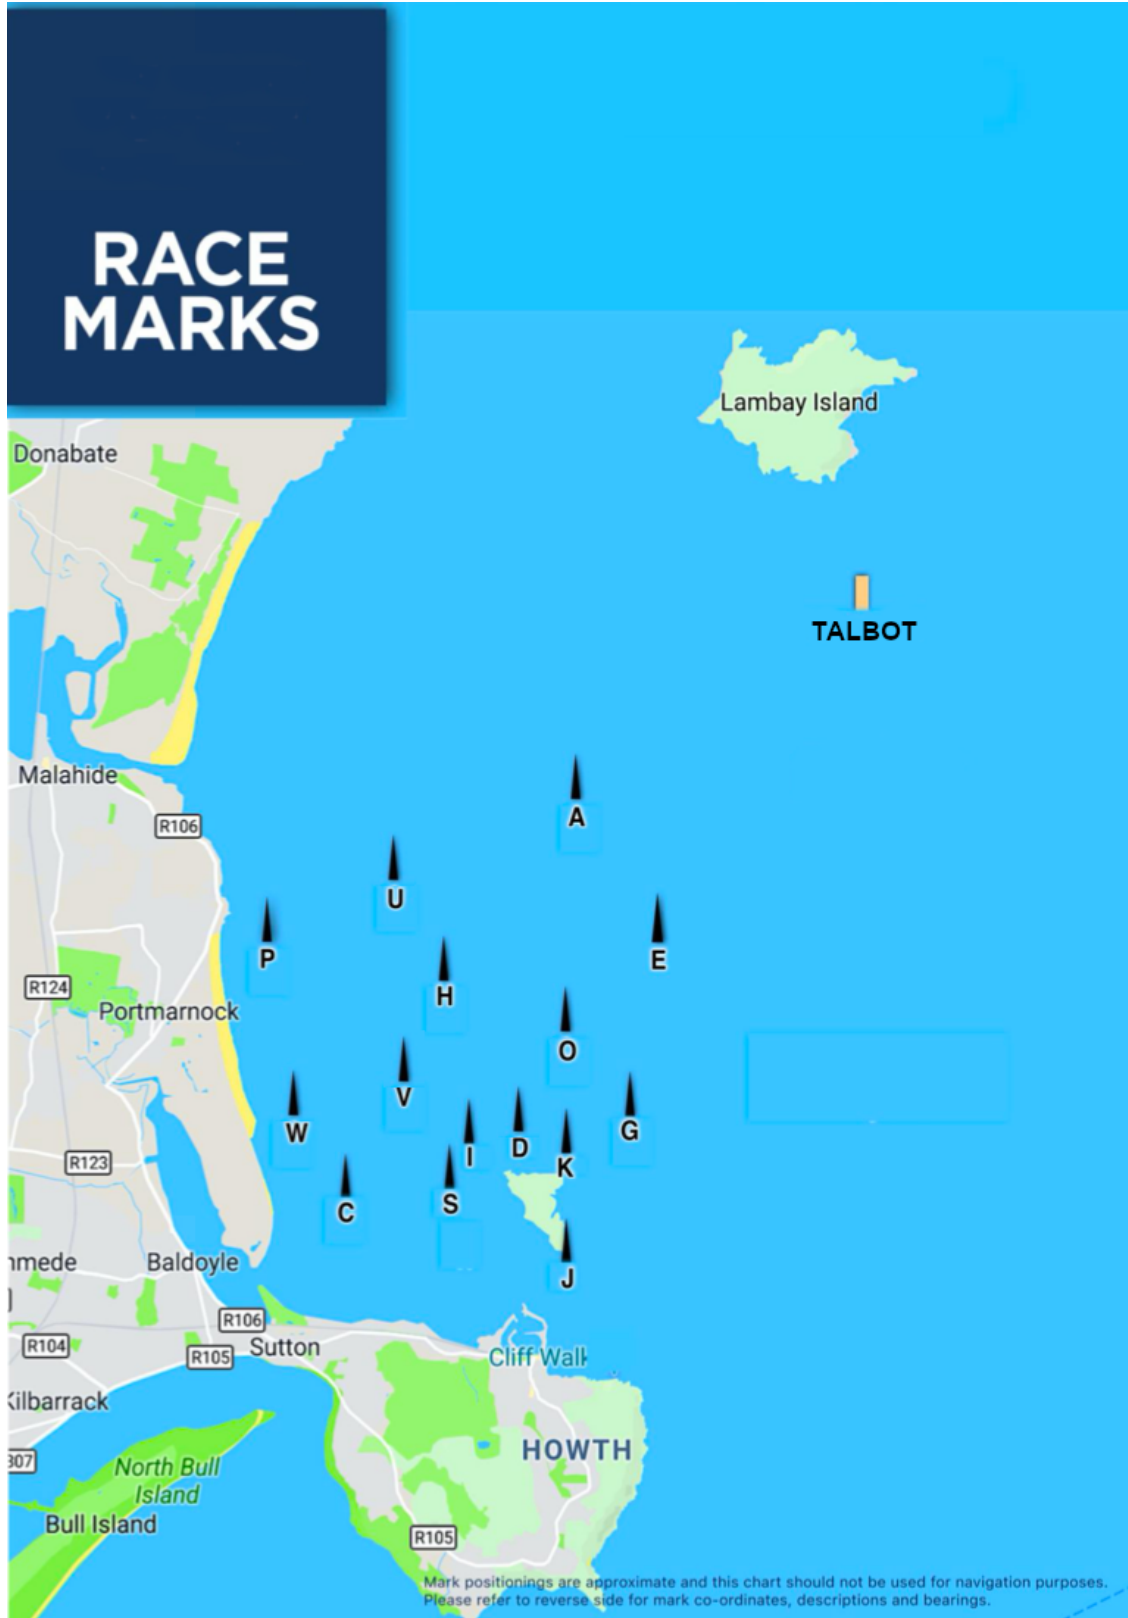 RACE
MARKS
Lambay Island
Donabate
TALBOT
Malahide
A
R106
U
P
E
H
R124
Portmarnock
O
V
W
G
I
D
K
R123
S
C
nmede
Baldoyle
J
R106
R104
R105
Sutton
Cliff Walk
Kilbarrack
HOWTH
307
North Bull
Island
Bull Island
R105
Mark positionings are approximate and this chart should not be used for navigation purposes.
Please refer to reverse side for mark co-ordinates, descriptions and bearings.